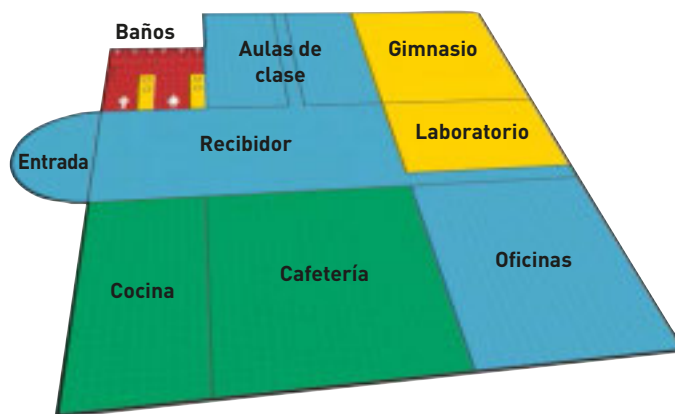 Baños
Aulas de
clase
Gimnasio
Entrada
Recibidor
Laboratorio
Cocina
Cafetería
Oficinas